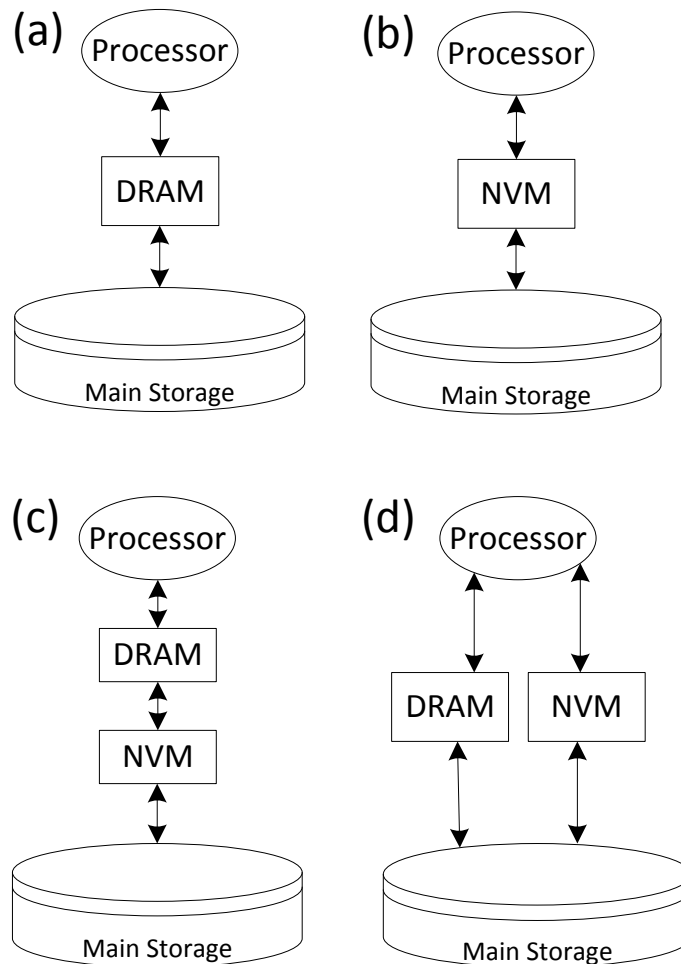 (a)
Processor
DRAM
Main Storage
(b)
Processor
NVM
Main Storage
(c)
Processor
DRAM
NVM
Main Storage
(d)
Processor
DRAM
NVM
Main Storage